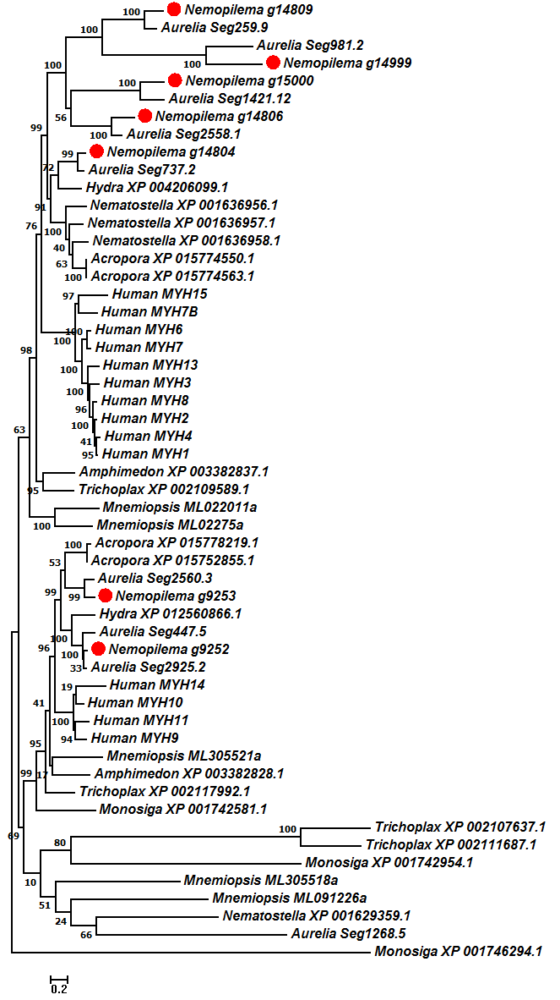 100
Nemopilema g14809
100
Aurelia Seg259.9
Aurelia Seg981.2
100
100
Nemopilema g14999
100
Nemopilema g15000
Aurelia Seg1421.12
56
Nemopilema g14806
99
100
Aurelia Seg2558.1
99
Nemopilema g14804
72
Aurelia Seg737.2
Hydra XP 004206099.1
91
Nematostella XP 001636956.1
76
100
Nematostella XP 001636957.1
40
Nematostella XP 001636958.1
63
Acropora XP 015774550.1
100
Acropora XP 015774563.1
97
Human MYH15
Human MYH7B
100
Human MYH6
100
98
Human MYH7
100
Human MYH13
Human MYH3
100
Human MYH8
96
100
Human MYH2
63
41
Human MYH4
95
Human MYH1
Amphimedon XP 003382837.1
95
Trichoplax XP 002109589.1
Mnemiopsis ML022011a
100
Mnemiopsis ML02275a
100
Acropora XP 015778219.1
53
Acropora XP 015752855.1
Aurelia Seg2560.3
99
99
Nemopilema g9253
Hydra XP 012560866.1
100
Aurelia Seg447.5
96
100
Nemopilema g9252
33
Aurelia Seg2925.2
19
Human MYH14
41
Human MYH10
100
Human MYH11
94
Human MYH9
95
Mnemiopsis ML305521a
99
17
Amphimedon XP 003382828.1
Trichoplax XP 002117992.1
Monosiga XP 001742581.1
100
Trichoplax XP 002107637.1
69
80
Trichoplax XP 002111687.1
Monosiga XP 001742954.1
10
Mnemiopsis ML305518a
51
Mnemiopsis ML091226a
24
Nematostella XP 001629359.1
66
Aurelia Seg1268.5
Monosiga XP 001746294.1
0.2